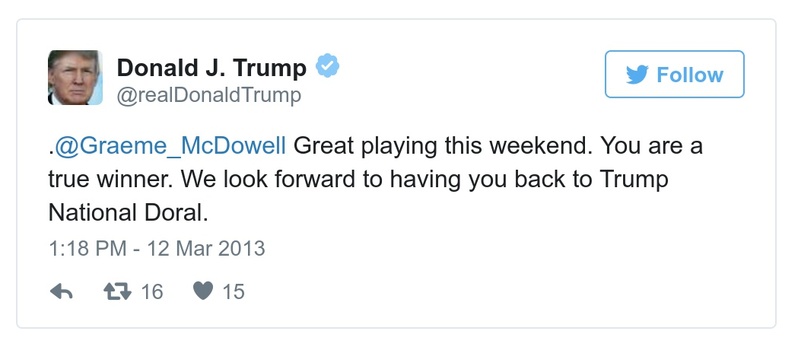 Donald J. Trump
@realDonaldTrump
Follow
.@Graeme_McDowell Great playing this weekend. You are a
true winner. We look forward to having you back to Trump
National Doral.
1:18 PM - 12 Mar 2013
16 15